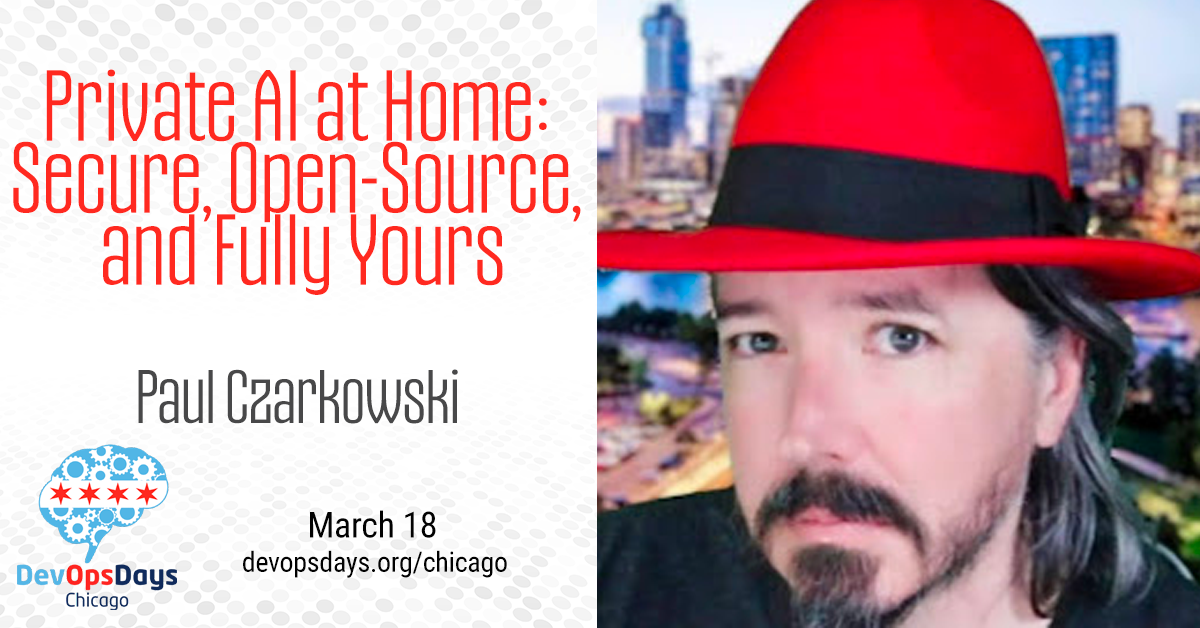 Private AI at Home:
Secure, Open-Source,
and Fully Yours
Paul Czarkowski
DevOpsDays
Chicago
March 18
devopsdays.org/chicago